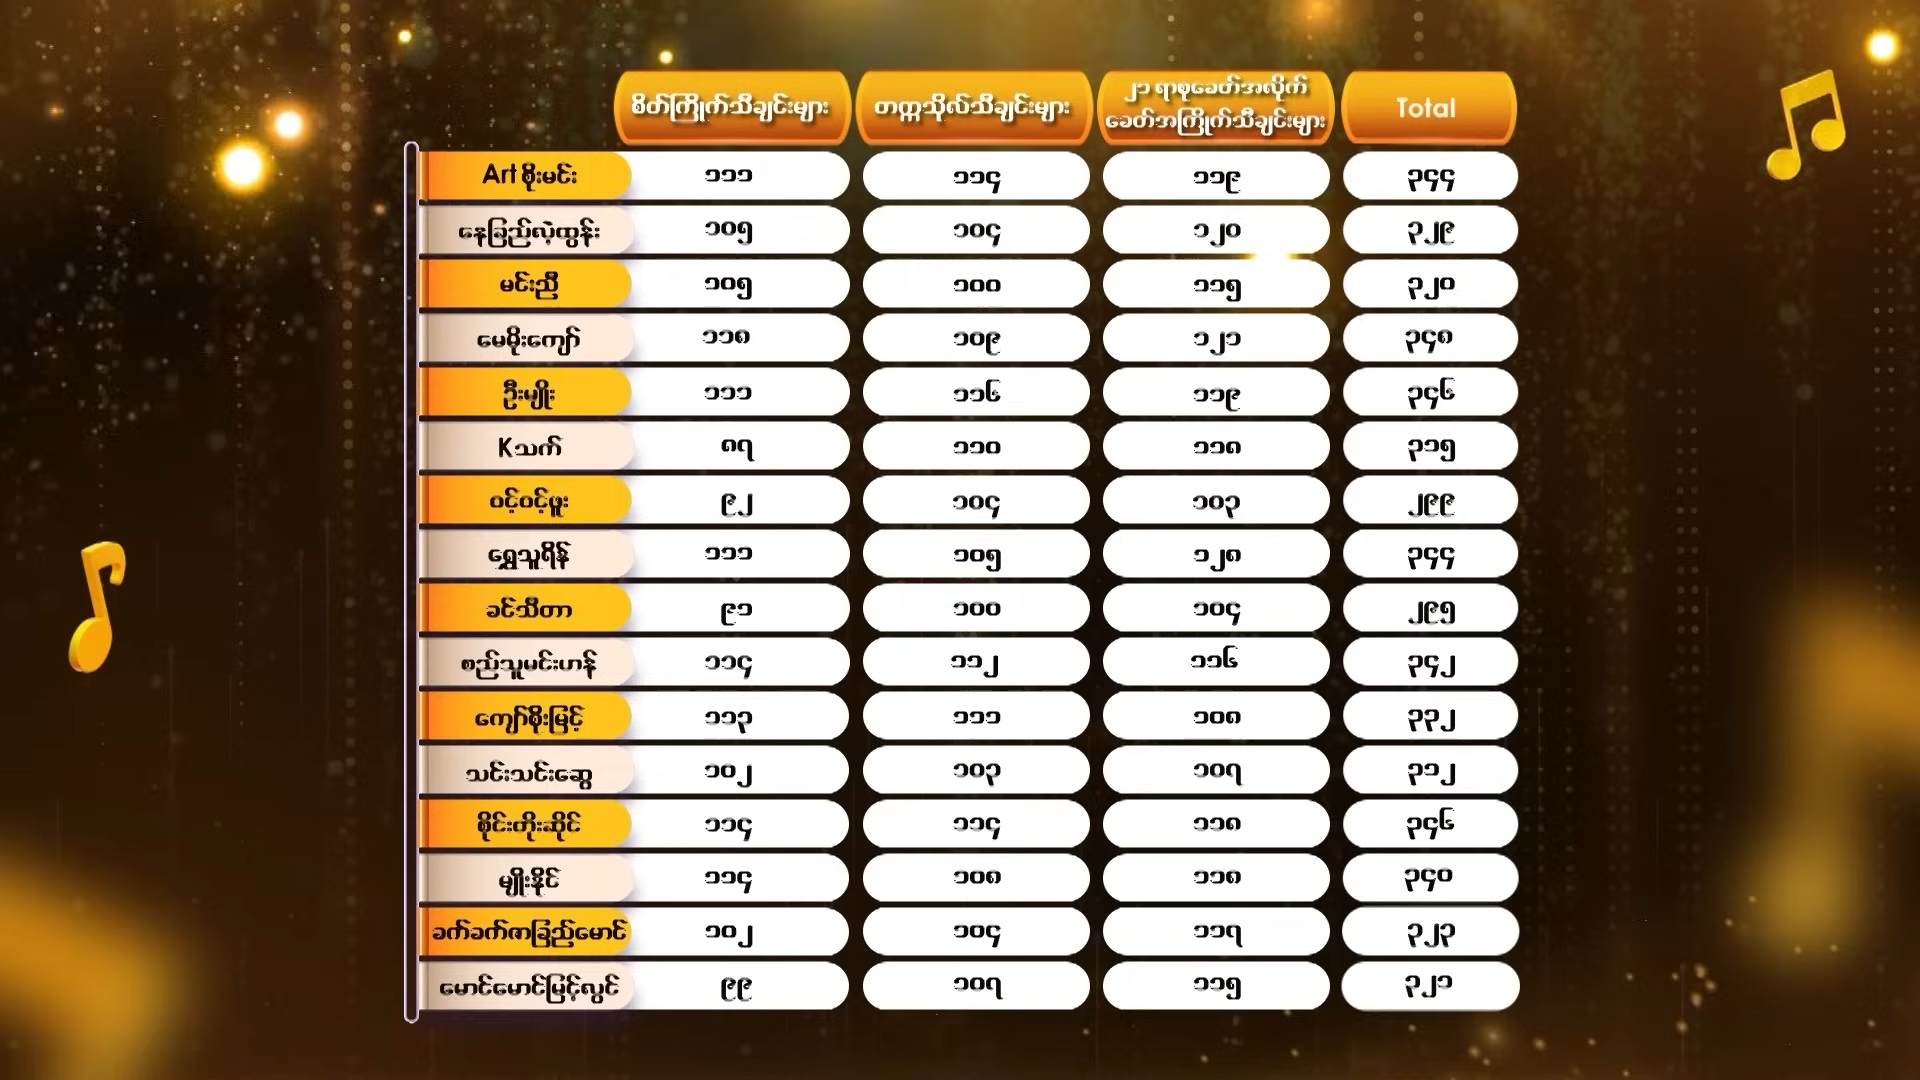 စိတ်ကြိုက်သီချင်းများ တက္ကသိုလ်သီချင်းများ ၂၁ ရာစုခေတ်အလိုက် ခေတ်အကြိုက်သီချင်းများ Total
Art စိုးမင်း ၁၁၁ ၁၁၄ ၁၁၉ ၃၄၄
နေခြည်လဲ့ထွန်း ၁၀၅ ၁၀၄ ၁၂၀ ၃၂၉
မင်းညီ ၁၀၅ ၁၀၀ ၁၁၅ ၃၂၀
မေမိုးကျော် ၁၁၈ ၁၀၉ ၁၂၁ ၃၄၈
ဦးမျိုး ၁၁၁ ၁၁၆ ၁၁၉ ၃၄၆
K သက် ၈၇ ၁၁၀ ၁၁၈ ၃၁၅
ဝင့်ဝင့်ဖူး ၉၂ ၁၀၄ ၁၀၃ ၂၉၉
ရွှေသူရိန် ၁၁၁ ၁၀၅ ၁၂၈ ၃၄၄
ခင်သီတာ ၉၁ ၁၀၀ ၁၀၄ ၂၉၅
စည်သူမင်းဟန် ၁၁၄ ၁၁၂ ၁၁၆ ၃၄၂
ကျော်စိုးမြင့် ၁၁၃ ၁၁၁ ၁၀၈ ၃၃၂
သင်းသင်းဆွေ ၁၀၂ ၁၀၃ ၁၀၇ ၃၁၂
စိုင်းတိုးဆိုင် ၁၁၄ ၁၁၄ ၁၁၈ ၃၄၆
မျိုးနိုင် ၁၁၄ ၁၀၈ ၁၁၈ ၃၄၀
ခက်ခက်ဇာခြည်မောင် ၁၀၂ ၁၀၄ ၁၁၇ ၃၂၃
မောင်မောင်မြင့်လွင် ၉၉ ၁၀၇ ၁၁၅ ၃၂၁